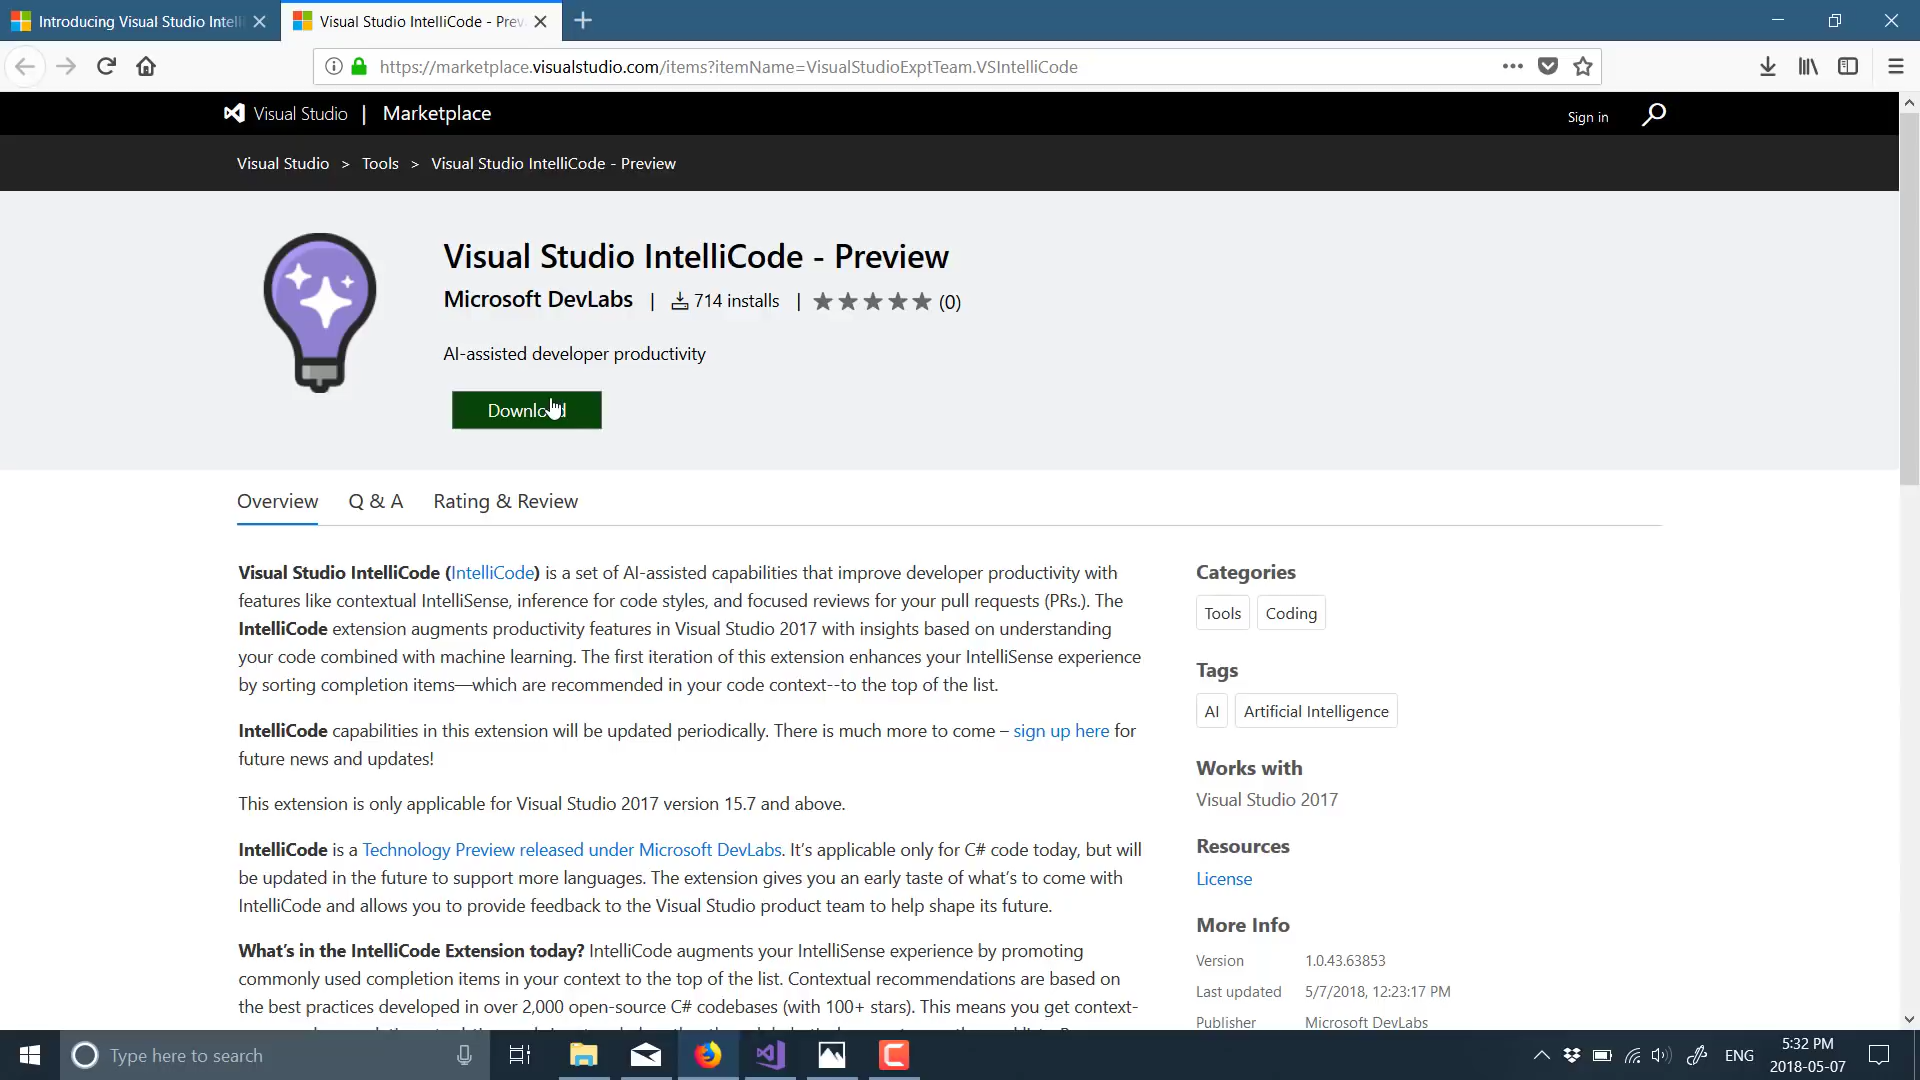 Introducing Visual Studio Intelli
Visual Studio IntelliCode - Prev
https://marketplace.visualstudio.com/items?itemName=VisualStudioExptTeam.VSIntelliCode
Visual Studio | Marketplace
Sign in
Visual Studio > Tools > Visual Studio IntelliCode - Preview
Visual Studio IntelliCode - Preview
Microsoft DevLabs | 714 installs | (0)
AI-assisted developer productivity
Download
Overview Q & A Rating & Review
Visual Studio IntelliCode (IntelliCode) is a set of AI-assisted capabilities that improve developer productivity with
features like contextual IntelliSense, inference for code styles, and focused reviews for your pull requests (PRs.). The
IntelliCode extension augments productivity features in Visual Studio 2017 with insights based on understanding
your code combined with machine learning. The first iteration of this extension enhances your IntelliSense experience
by sorting completion items—which are recommended in your code context--to the top of the list.
IntelliCode capabilities in this extension will be updated periodically. There is much more to come – sign up here for
future news and updates!
This extension is only applicable for Visual Studio 2017 version 15.7 and above.
IntelliCode is a Technology Preview released under Microsoft DevLabs. It's applicable only for C# code today, but will
be updated in the future to support more languages. The extension gives you an early taste of what's to come with
IntelliCode and allows you to provide feedback to the Visual Studio product team to help shape its future.
What's in the IntelliCode Extension today? IntelliCode augments your IntelliSense experience by promoting
commonly used completion items in your context to the top of the list. Contextual recommendations are based on
the best practices developed in over 2,000 open-source C# codebases (with 100+ stars). This means you get context-
Categories
Tools Coding
Tags
AI Artificial Intelligence
Works with
Visual Studio 2017
Resources
License
More Info
Version 1.0.43.63853
Last updated 5/7/2018, 12:23:17 PM
Publisher Microsoft DevLabs
Type here to search
ENG
5:32 PM
2018-05-07